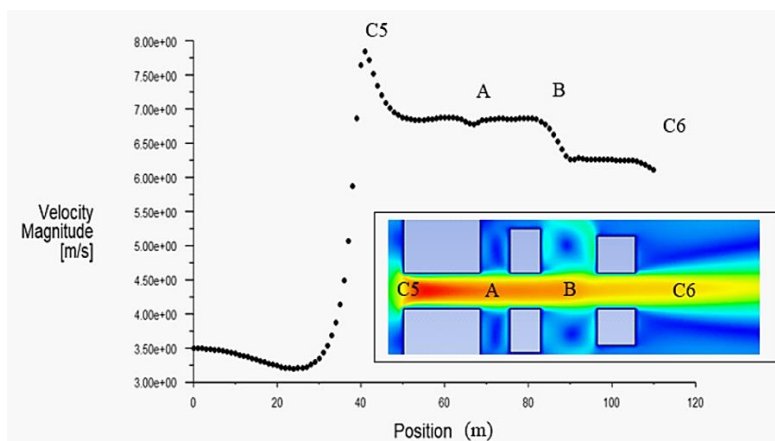 C5
8.00e+00
7.50e+00
7.00e+00
6.50e+00
6.00e+00
5.50e+00
5.00e+00
4.50e+00
4.00e+00
3.50e+00
3.00e+00
A
B
C6
Velocity
Magnitude
[m/s]
C5 A B C6
0 20 40 60 80 100 120
Position (m)